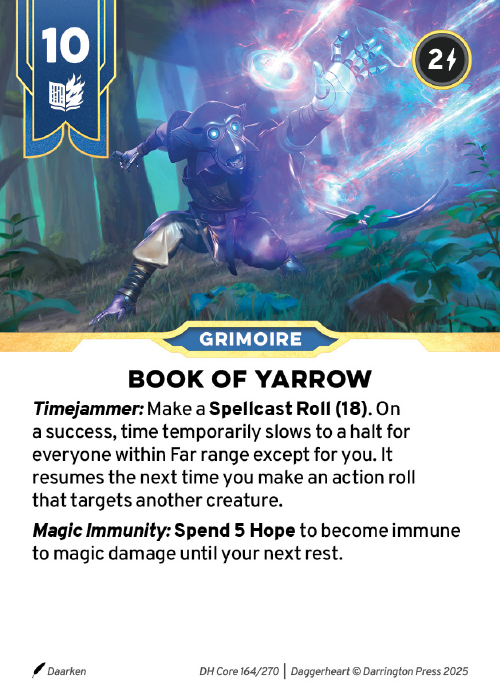 10
2
GRIMOIRE
BOOK OF YARROW
Timejammer: Make a Spellcast Roll (18). On
a success, time temporarily slows to a halt for
everyone within Far range except for you. It
resumes the next time you make an action roll
that targets another creature.
Magic Immunity: Spend 5 Hope to become immune
to magic damage until your next rest.
Daarken
DH Core 164/270 | Daggerheart © Darrington Press 2025